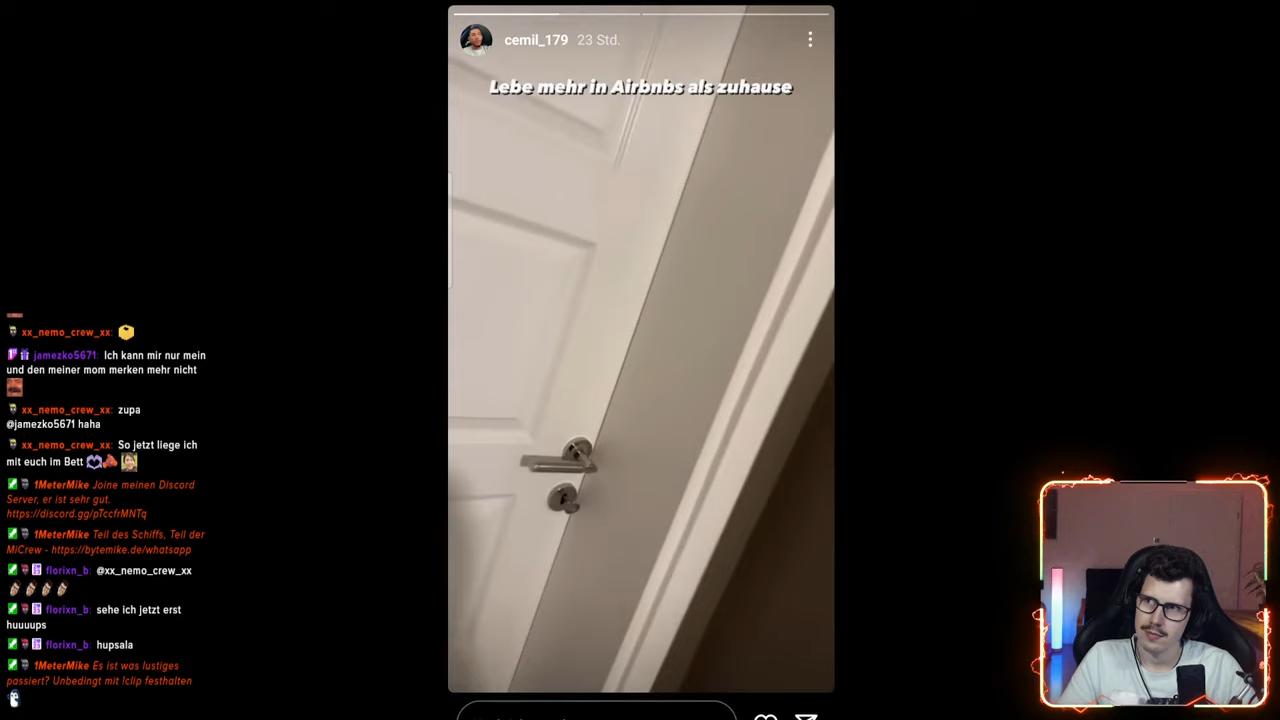 cemil_179 23 Std.
Lebe mehr in Airbnbs als zuhause
xx_nemo_crew_xx:
jamezko5671: Ich kann mir nur mein
und den meiner mom merken mehr nicht
xx_nemo_crew_xx: zupa
@jamezko5671 haha
xx_nemo_crew_xx: So jetzt liege ich
mit euch im Bett
1MeterMike Joine meinen Discord
Server, er ist sehr gut.
https://discord.gg/pTccfrMNTq
1MeterMike Teil des Schiffs, Teil der
MiCrew - https://bytemike.de/whatsapp
florixn_b: @xx_nemo_crew_xx
florixn_b: sehe ich jetzt erst
huuuups
florixn_b: hupsala
1MeterMike Es ist was lustiges
passiert? Unbedingt mit !clip festhalten